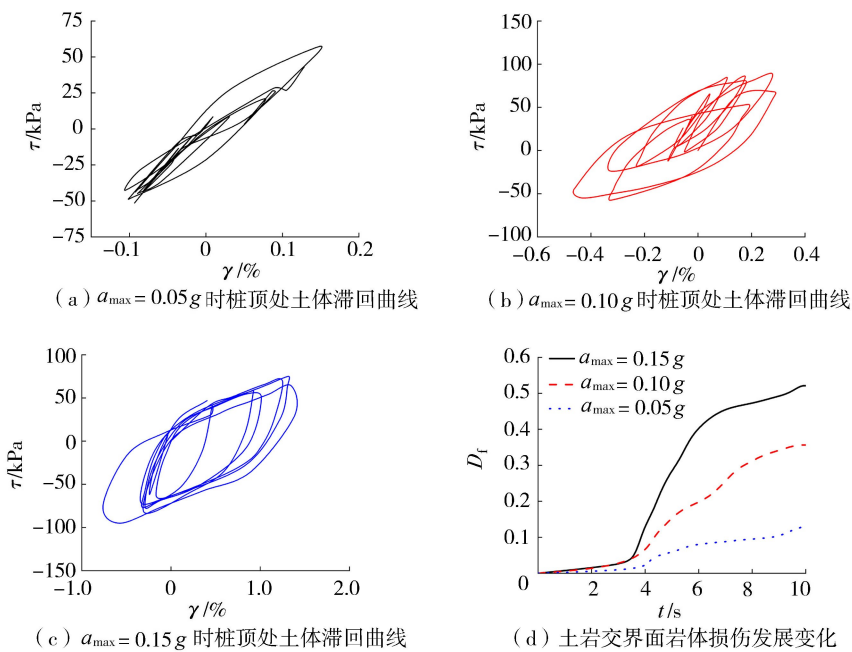 75
50
25
0
−25
−50
−75
τ/kPa
−0.1 0 0.1 0.2
γ/%
（a）amax = 0.05g 时桩顶处土体滞回曲线
150
100
50
0
−50
−100
τ/kPa
−0.6 −0.4 −0.2 0 0.2 0.4
γ/%
（b）amax = 0.10g 时桩顶处土体滞回曲线
100
50
0
−50
−100
−150
τ/kPa
−1.0 0 1.0 2.0
γ/%
（c）amax = 0.15g 时桩顶处土体滞回曲线
0.6
0.5
0.4
0.3
0.2
0.1
0
Df
amax = 0.15g
amax = 0.10g
amax = 0.05g
2 4 6 8 10
t/s
（d）土岩交界面岩体损伤发展变化